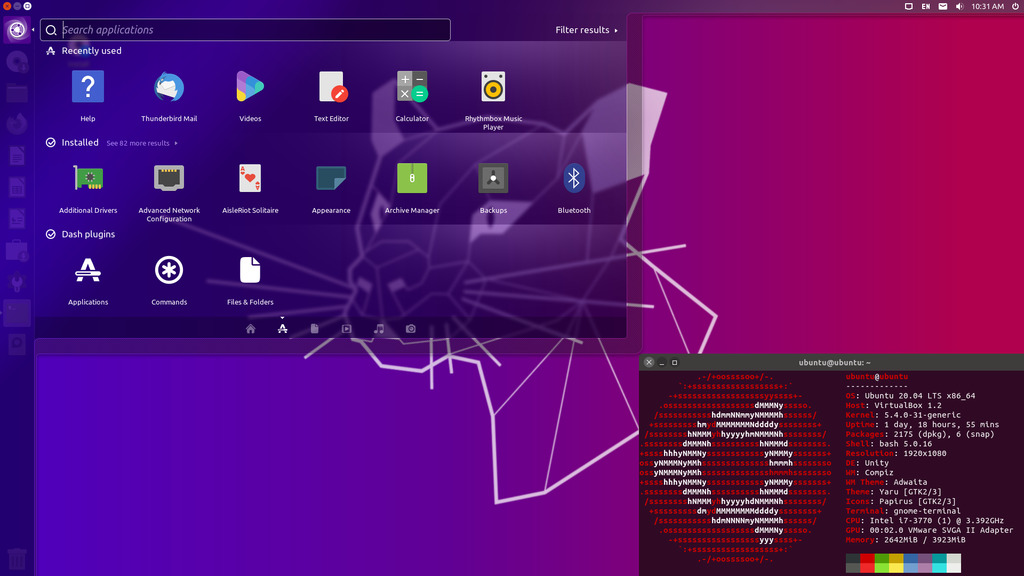 EN
10:31 AM
Search applications
Filter results
Recently used
Help
Thunderbird Mail
Videos
Text Editor
Calculator
Rhythmbox Music
Player
Installed
See 82 more results
Additional Drivers
Advanced Network
Configuration
AisleRiot Solitaire
Appearance
Archive Manager
Backups
Bluetooth
Dash plugins
Applications
Commands
Files & Folders
ubuntu@ubuntu: ~
ubuntu@ubuntu
-------------
OS: Ubuntu 20.04 LTS x86_64
Host: VirtualBox 1.2
Kernel: 5.4.0-31-generic
Uptime: 1 day, 18 hours, 55 mins
Packages: 2175 (dpkg), 6 (snap)
Shell: bash 5.0.16
Resolution: 1920x1080
DE: Unity
WM: Compiz
WM Theme: Adwaita
Theme: Yaru [GTK2/3]
Icons: Papirus [GTK2/3]
Terminal: gnome-terminal
CPU: Intel i7-3770 (1) @ 3.392GHz
GPU: 00:02.0 VMware SVGA II Adapter
Memory: 2642MiB / 3923MiB